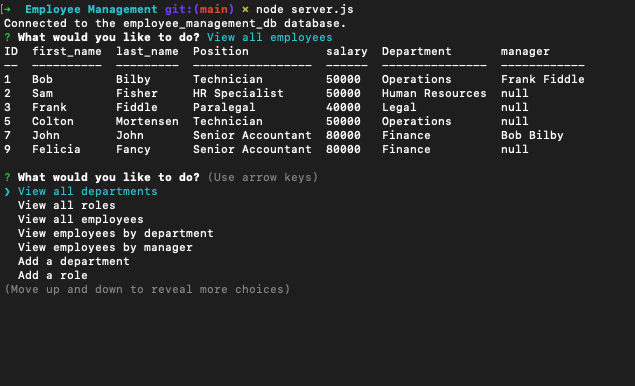 [➜  Employee Management git:(main) ✗ node server.js
Connected to the employee_management_db database.
? What would you like to do? View all employees
ID  first_name  last_name  Position           salary  Department       manager
──  ──────────  ─────────  ─────────────────  ──────  ───────────────  ────────────
1   Bob         Bilby      Technician         50000   Operations       Frank Fiddle
2   Sam         Fisher     HR Specialist      50000   Human Resources  null
3   Frank       Fiddle     Paralegal          40000   Legal            null
5   Colton      Mortensen  Technician         50000   Operations       null
7   John        John       Senior Accountant  80000   Finance          Bob Bilby
9   Felicia     Fancy      Senior Accountant  80000   Finance          null
? What would you like to do? (Use arrow keys)
❯ View all departments
  View all roles
  View all employees
  View employees by department
  View employees by manager
  Add a department
  Add a role
(Move up and down to reveal more choices)